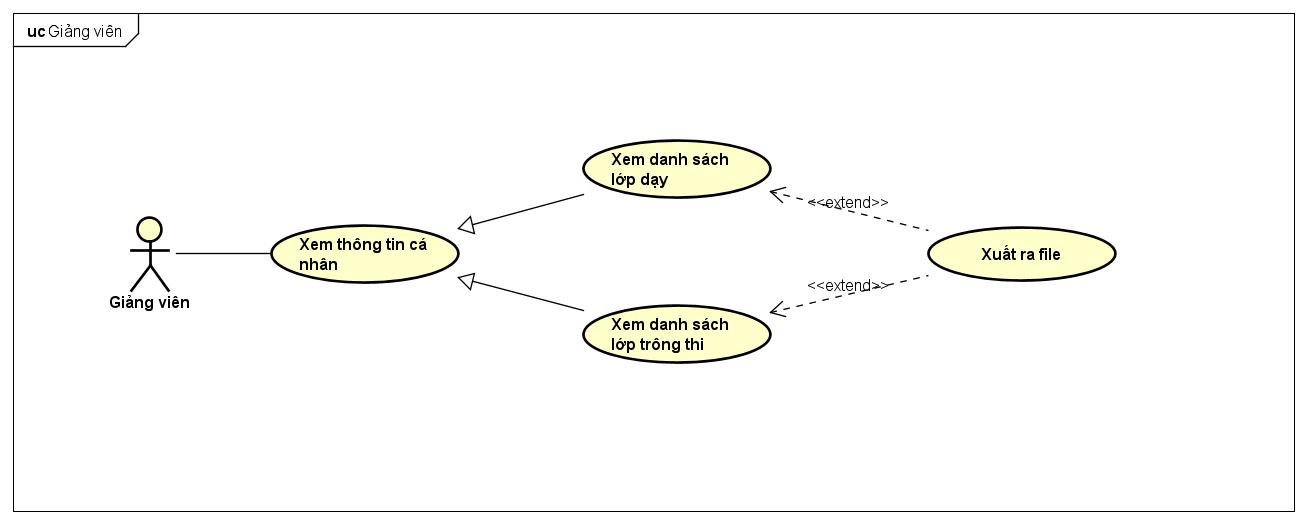 uc Giảng viên
Xem danh sách
lớp dạy
<<extend>>
Xem thông tin cá
nhân
Xuất ra file
Giảng viên
<<extend>>
Xem danh sách
lớp trông thi